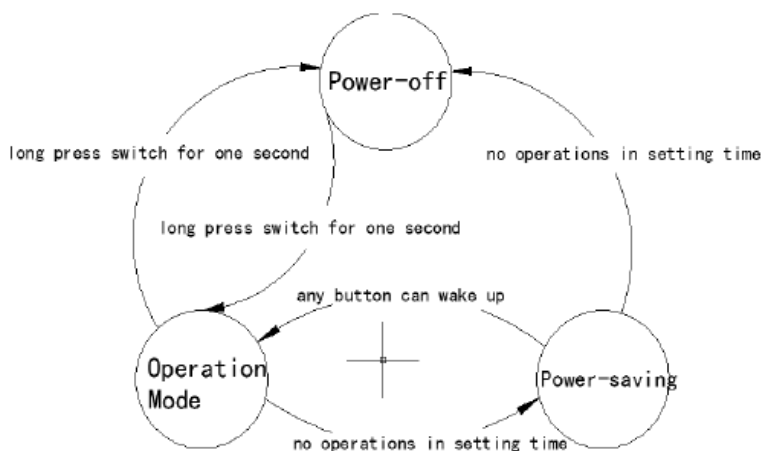 Power-off
long press switch for one second
no operations in setting time
long press switch for one second
any button can wake up
Operation
Mode
Power-saving
no operations in setting time